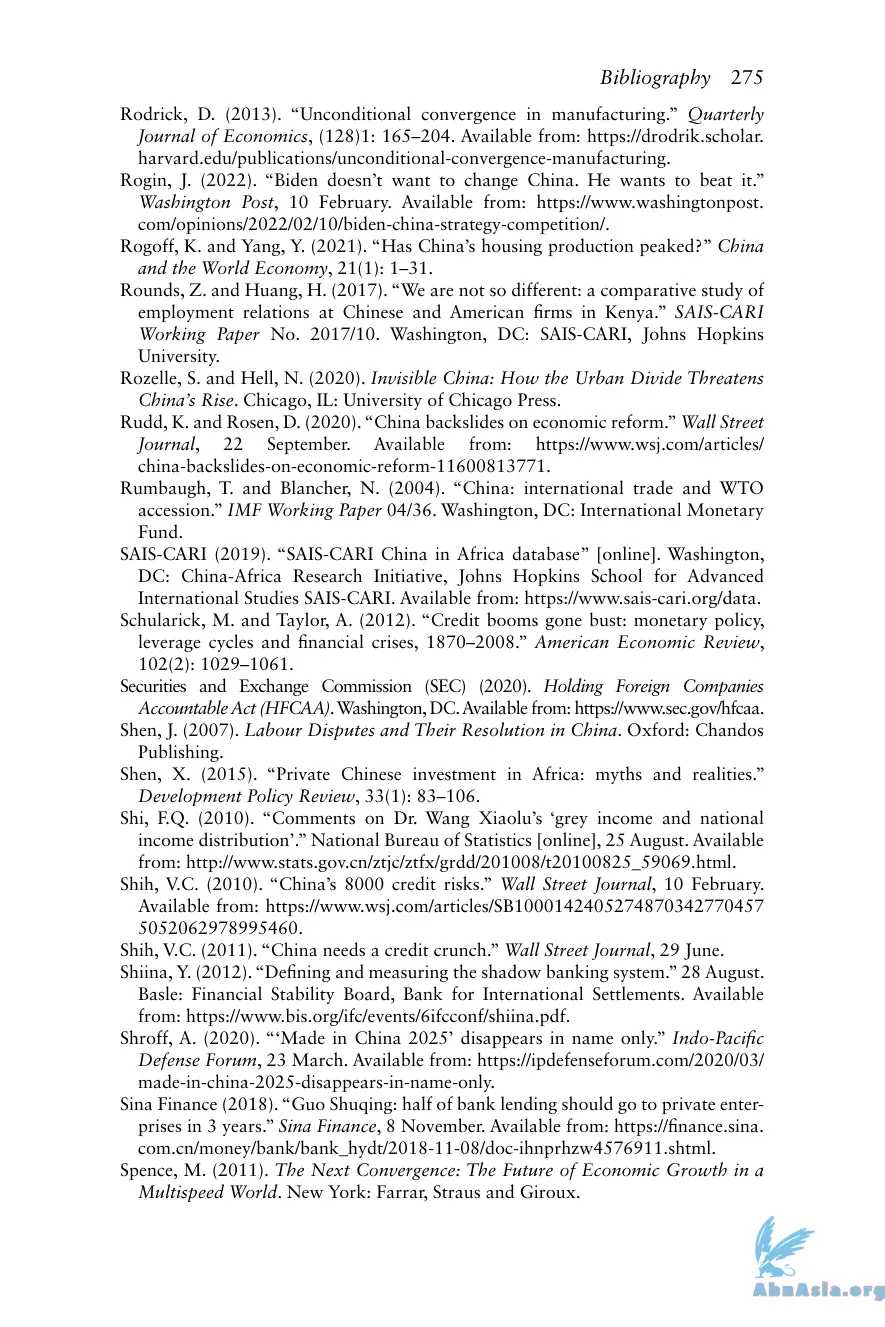 Bibliography 275
Rodrick, D. (2013). “Unconditional convergence in manufacturing.” Quarterly
Journal of Economics, (128)1: 165–204. Available from: https://drodrik.scholar.
harvard.edu/publications/unconditional-convergence-manufacturing.
Rogin, J. (2022). “Biden doesn’t want to change China. He wants to beat it.”
Washington Post, 10 February. Available from: https://www.washingtonpost.
com/opinions/2022/02/10/biden-china-strategy-competition/.
Rogoff, K. and Yang, Y. (2021). “Has China’s housing production peaked?” China
and the World Economy, 21(1): 1–31.
Rounds, Z. and Huang, H. (2017). “We are not so different: a comparative study of
employment relations at Chinese and American firms in Kenya.” SAIS-CARI
Working Paper No. 2017/10. Washington, DC: SAIS-CARI, Johns Hopkins
University.
Rozelle, S. and Hell, N. (2020). Invisible China: How the Urban Divide Threatens
China’s Rise. Chicago, IL: University of Chicago Press.
Rudd, K. and Rosen, D. (2020). “China backslides on economic reform.” Wall Street
Journal, 22 September. Available from: https://www.wsj.com/articles/
china-backslides-on-economic-reform-11600813771.
Rumbaugh, T. and Blancher, N. (2004). “China: international trade and WTO
accession.” IMF Working Paper 04/36. Washington, DC: International Monetary
Fund.
SAIS-CARI (2019). “SAIS-CARI China in Africa database” [online]. Washington,
DC: China-Africa Research Initiative, Johns Hopkins School for Advanced
International Studies SAIS-CARI. Available from: https://www.sais-cari.org/data.
Schularick, M. and Taylor, A. (2012). “Credit booms gone bust: monetary policy,
leverage cycles and financial crises, 1870–2008.” American Economic Review,
102(2): 1029–1061.
Securities and Exchange Commission (SEC) (2020). Holding Foreign Companies
Accountable Act (HFCAA). Washington, DC. Available from: https://www.sec.gov/hfcaa.
Shen, J. (2007). Labour Disputes and Their Resolution in China. Oxford: Chandos
Publishing.
Shen, X. (2015). “Private Chinese investment in Africa: myths and realities.”
Development Policy Review, 33(1): 83–106.
Shi, F.Q. (2010). “Comments on Dr. Wang Xiaolu’s ‘grey income and national
income distribution’.” National Bureau of Statistics [online], 25 August. Available
from: http://www.stats.gov.cn/ztjc/ztfx/grdd/201008/t20100825_59069.html.
Shih, V.C. (2010). “China’s 8000 credit risks.” Wall Street Journal, 10 February.
Available from: https://www.wsj.com/articles/SB1000142405274870342770457
5052062978995460.
Shih, V.C. (2011). “China needs a credit crunch.” Wall Street Journal, 29 June.
Shiina, Y. (2012). “Defining and measuring the shadow banking system.” 28 August.
Basle: Financial Stability Board, Bank for International Settlements. Available
from: https://www.bis.org/ifc/events/6ifcconf/shiina.pdf.
Shroff, A. (2020). “‘Made in China 2025’ disappears in name only.” Indo-Pacific
Defense Forum, 23 March. Available from: https://ipdefenseforum.com/2020/03/
made-in-china-2025-disappears-in-name-only.
Sina Finance (2018). “Guo Shuqing: half of bank lending should go to private enter-
prises in 3 years.” Sina Finance, 8 November. Available from: https://finance.sina.
com.cn/money/bank/bank_hydt/2018-11-08/doc-ihnprhzw4576911.shtml.
Spence, M. (2011). The Next Convergence: The Future of Economic Growth in a
Multispeed World. New York: Farrar, Straus and Giroux.
AbnAsia.org